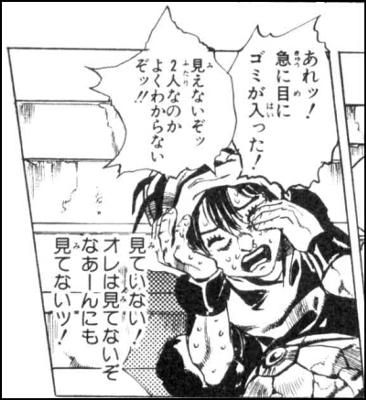 あれッ！
急に目に
ゴミが入った！
見えないぞッ
2人なのか
よくわからない
ぞッ!!
見ていない！
オレは見てないぞ
なあーんにも
見てないツ！